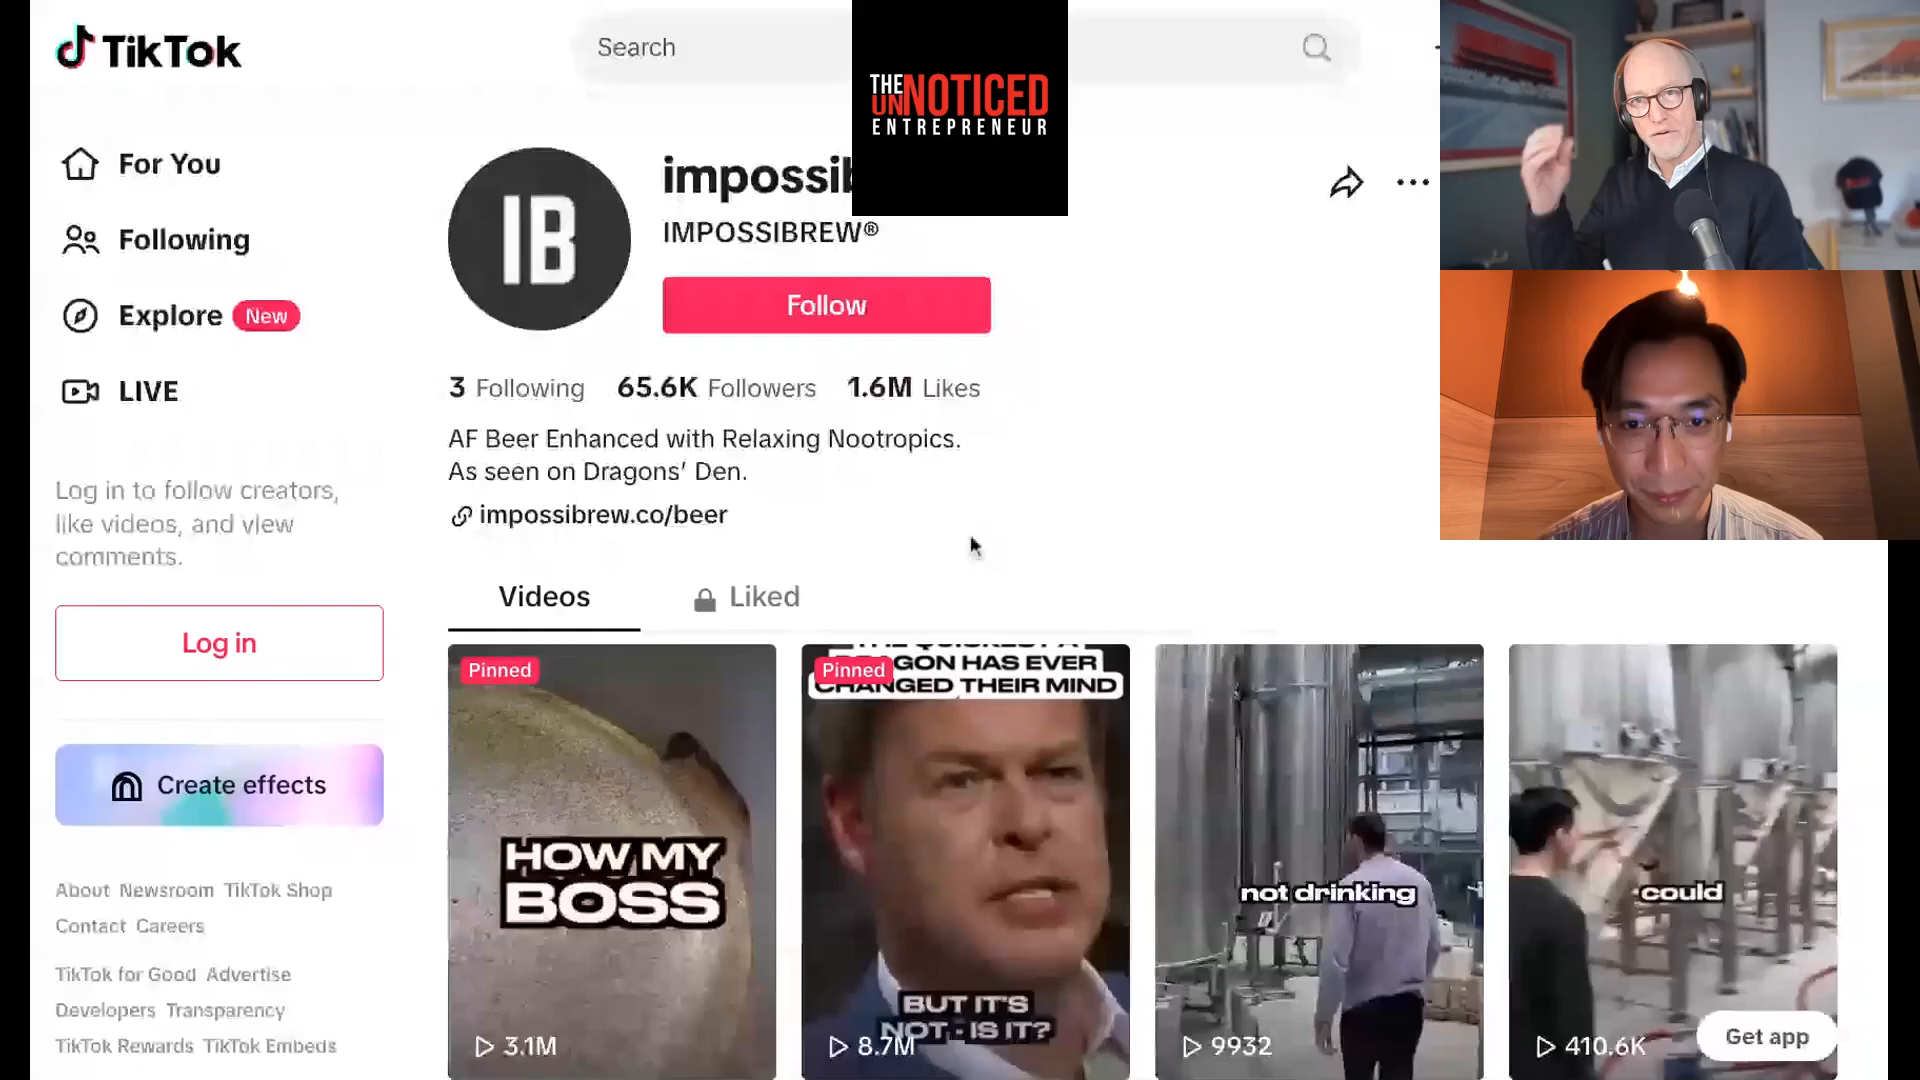 TikTok
Search
THE
UNNOTICED
ENTREPRENEUR
For You
Following
Explore New
LIVE
Log in to follow creators,
like videos, and view
comments.
Log in
Create effects
About Newsroom TikTok Shop
Contact Careers
TikTok for Good Advertise
Developers Transparency
TikTok Rewards TikTok Embeds
IB
IMPOSSIBREW®
Follow
3 Following 65.6K Followers 1.6M Likes
AF Beer Enhanced with Relaxing Nootropics.
As seen on Dragons' Den.
impossibrew.co/beer
Videos
Liked
Pinned
HOW MY
BOSS
3.1M
Pinned
HAS EVER
CHANGED THEIR MIND
BUT IT'S
NOT - IS IT?
8.7M
not drinking
9932
could
410.6K
Get app